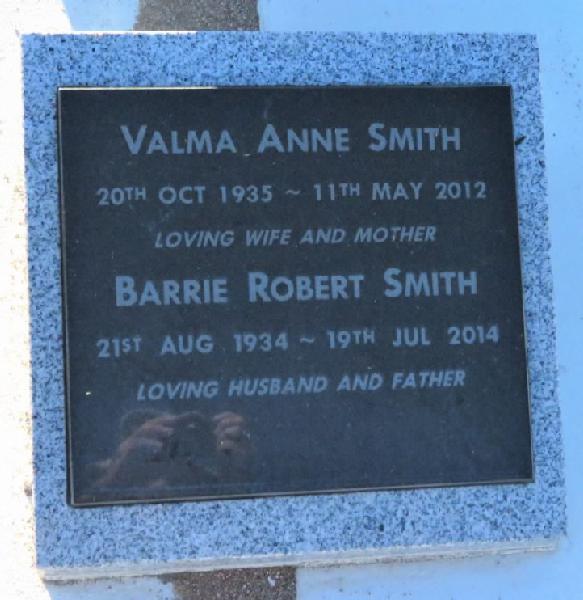 VALMA ANNE SMITH
20TH OCT 1935 ~ 11TH MAY 2012
LOVING WIFE AND MOTHER
BARRIE ROBERT SMITH
21ST AUG 1934 ~ 19TH JUL 2014
LOVING HUSBAND AND FATHER